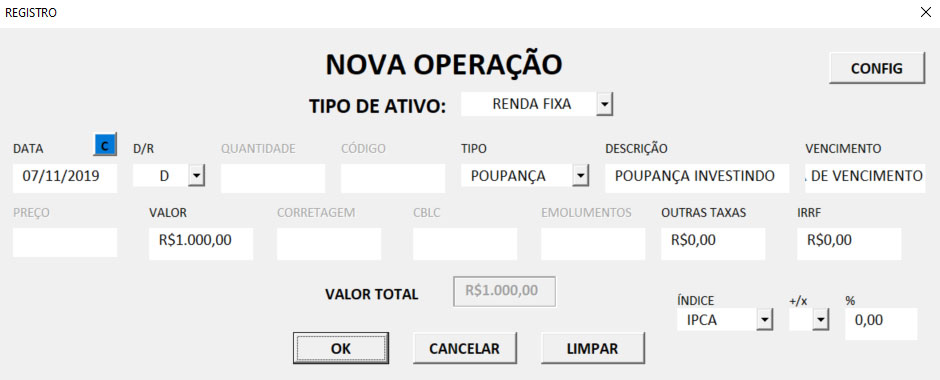 REGISTRO
NOVA OPERAÇÃO
CONFIG
TIPO DE ATIVO: RENDA FIXA
DATA C D/R QUANTIDADE CÓDIGO TIPO DESCRIÇÃO VENCIMENTO
07/11/2019 D POUPANÇA POUPANÇA INVESTINDO DE VENCIMENTO
PREÇO VALOR CORRETAGEM CBLC EMOLUMENTOS OUTRAS TAXAS IRRF
R$1.000,00 R$0,00 R$0,00
VALOR TOTAL R$1.000,00
ÍNDICE +/x %
IPCA 0,00
OK CANCELAR LIMPAR